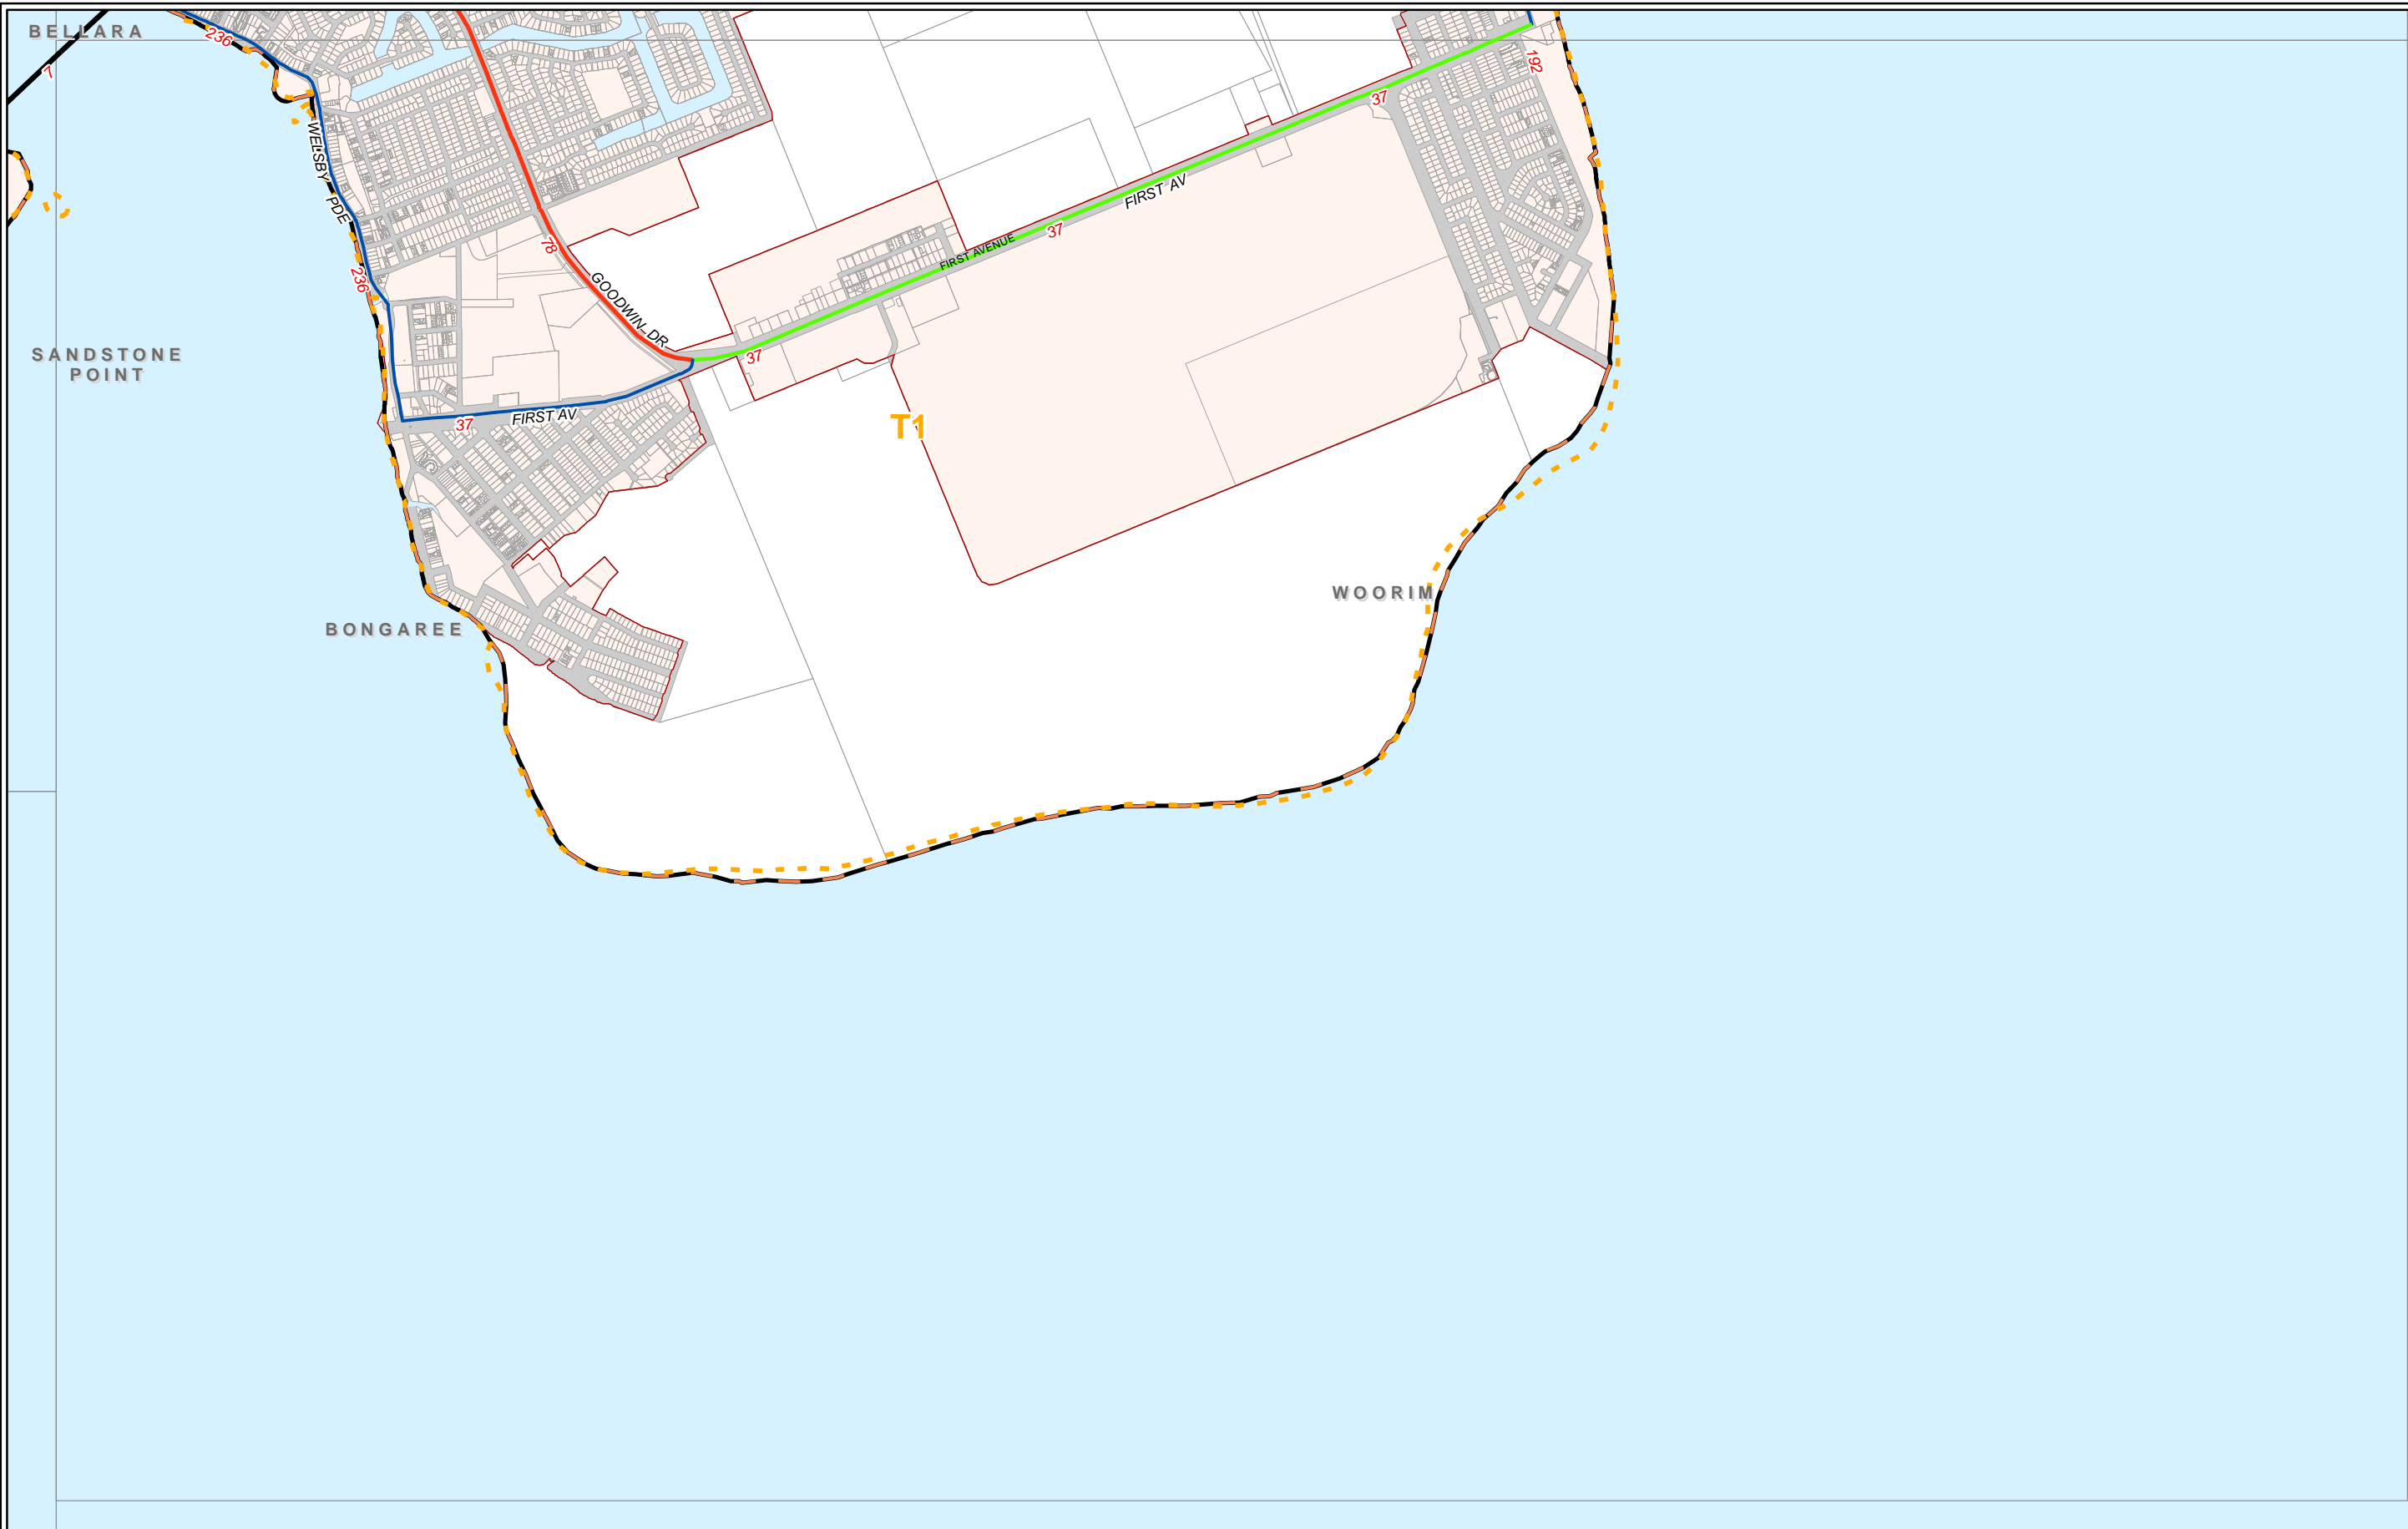 BELLARA
236
7
192
37
WELSBY PDE
FIRST AV
37
FIRST AVENUE
78
236
GOODWIN DR
SANDSTONE
POINT
37
FIRST AV
37
T1
WOORIM
BONGAREE